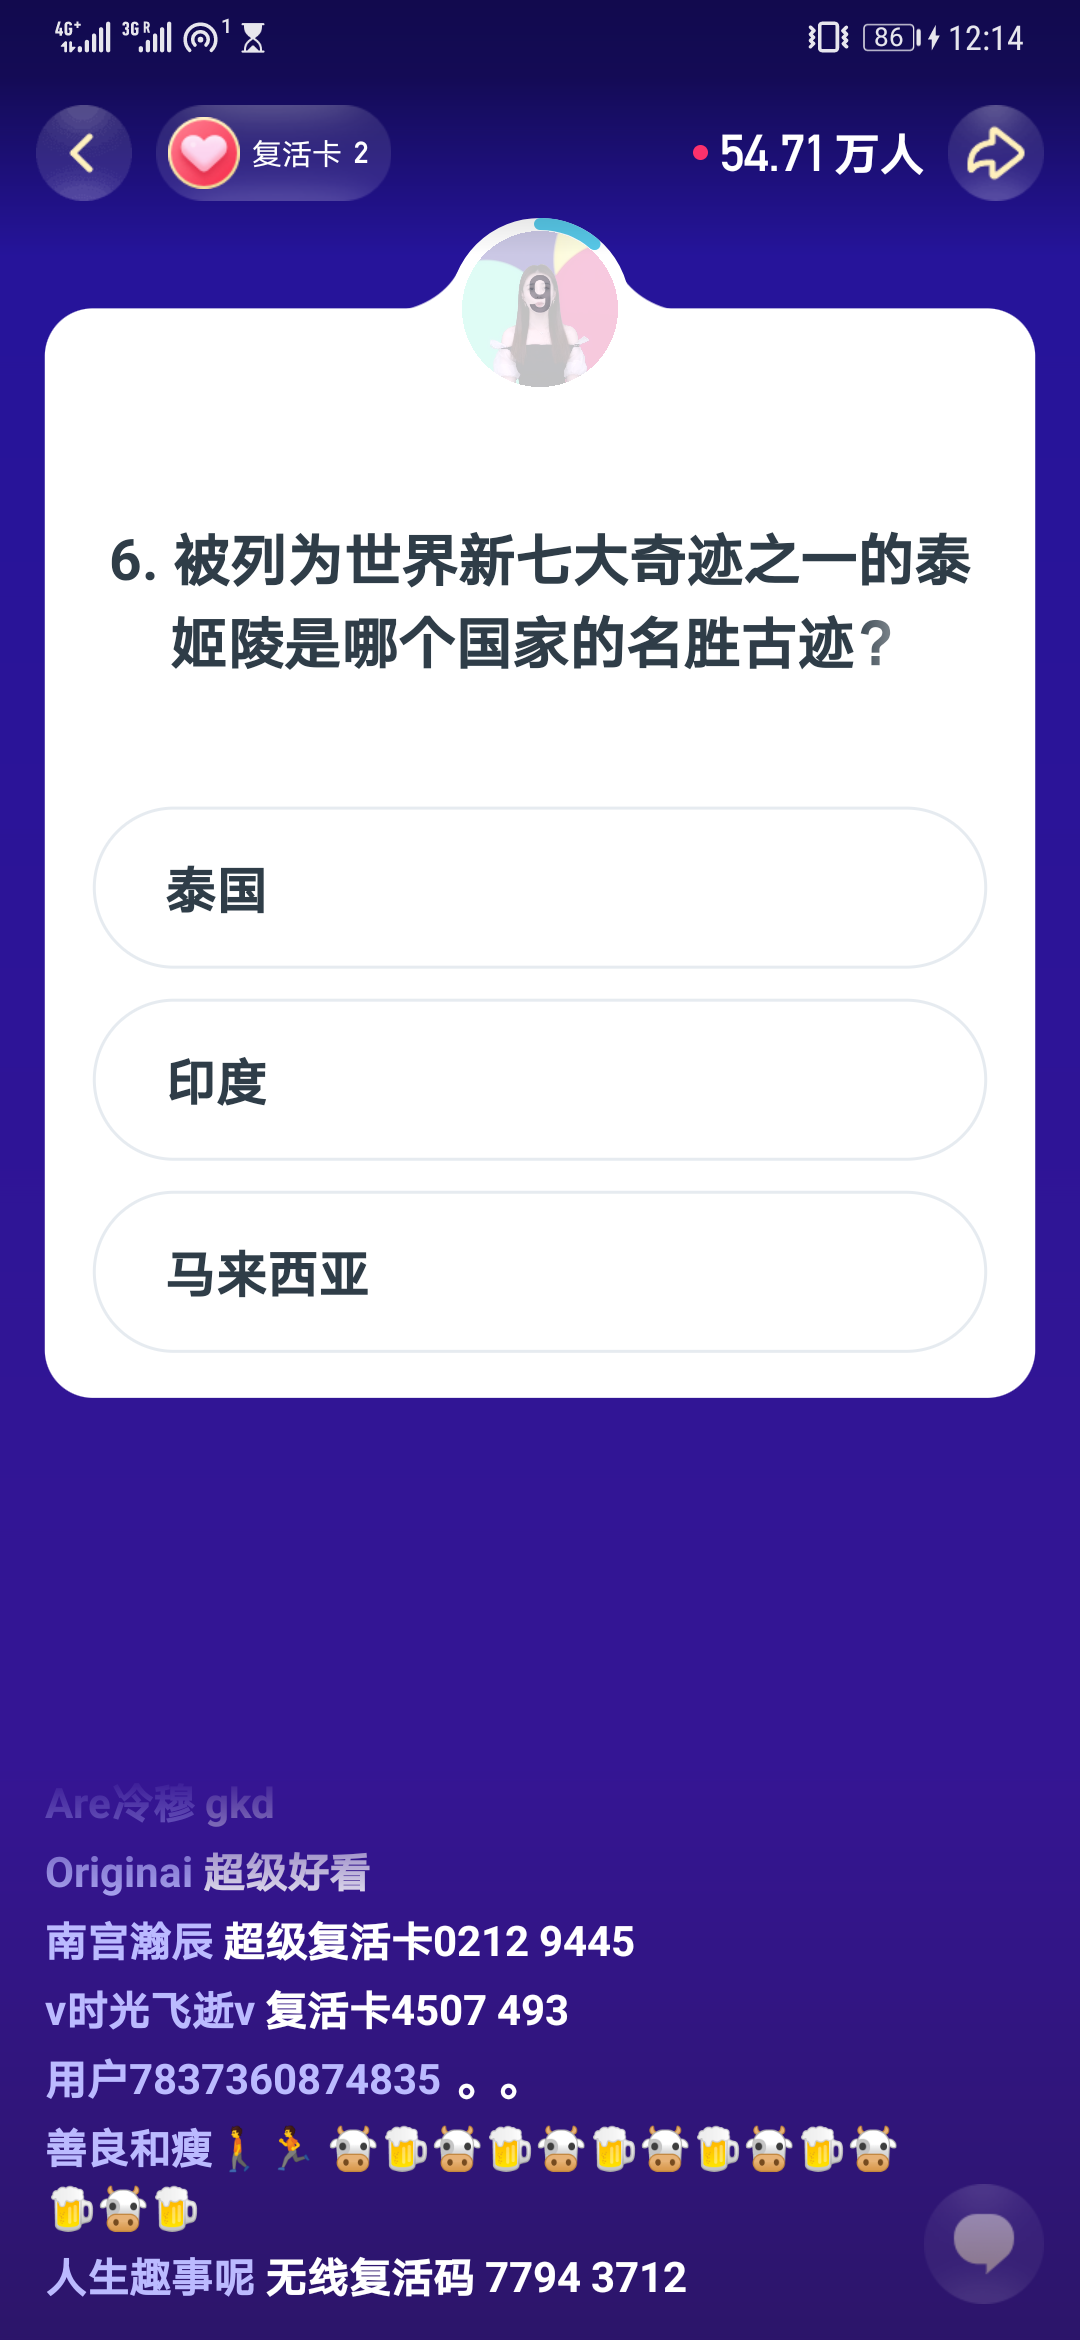 4G+ 3G R 1 86 12:14
复活卡 2 54.71 万人
9
6. 被列为世界新七大奇迹之一的泰
姬陵是哪个国家的名胜古迹?
泰国
印度
马来西亚
Are冷穆 gkd
Originai 超级好看
南宫瀚辰 超级复活卡0212 9445
v时光飞逝v 复活卡4507 493
用户7837360874835 。。
善良和瘦🚶🏃 🐮🍺🐮🍺🐮🍺🐮🍺🐮🍺🐮
🍺🐮🍺
人生趣事呢 无线复活码 7794 3712